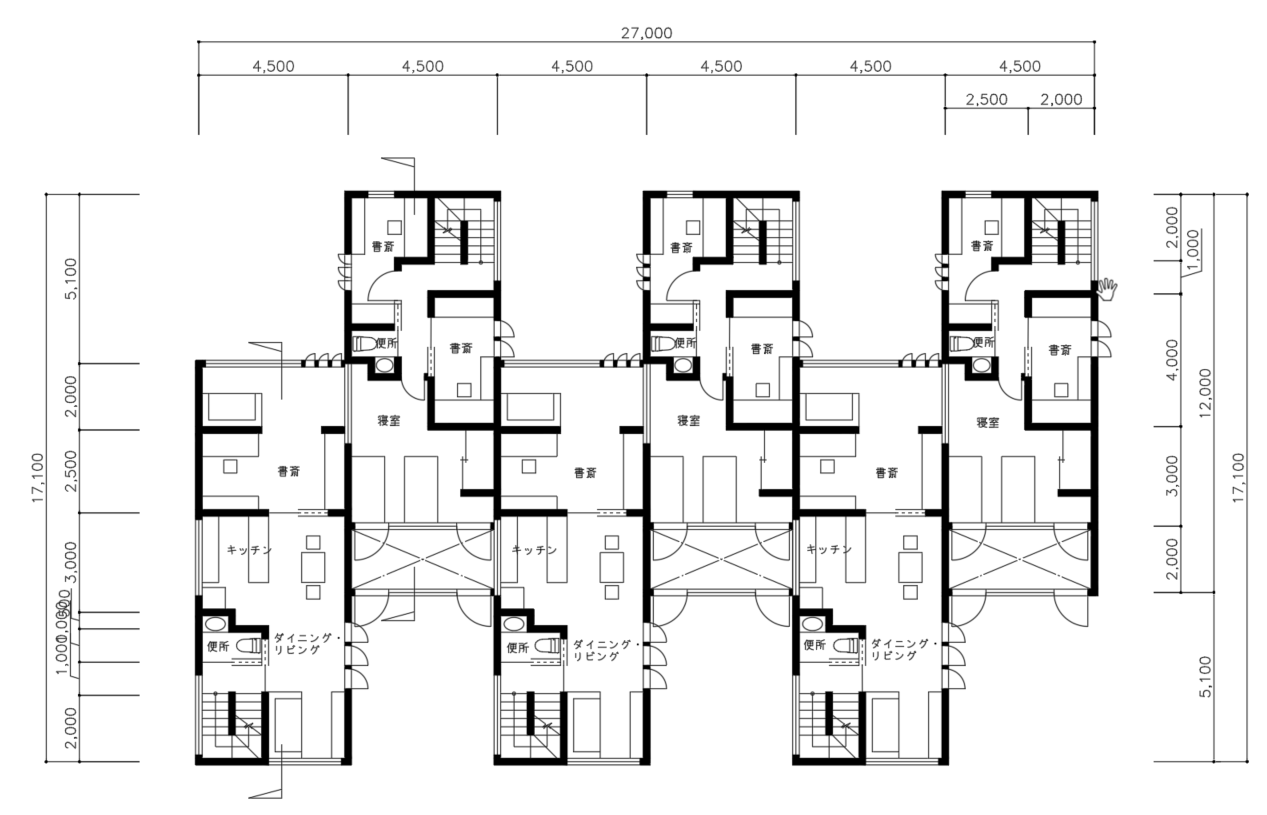 27,000
4,500
4,500
4,500
4,500
4,500
4,500
2,500
2,000
書斎
書斎
書斎
2,000
1,000
5,100
便所
便所
便所
書斎
書斎
書斎
4,000
2,000
12,000
寝室
寝室
寝室
17,100
2,500
書斎
書斎
書斎
3,000
17,100
キッチン
キッチン
キッチン
3,000
2,000
1,000
便所
便所
便所
ダイニング・
リビング
ダイニング・
リビング
ダイニング・
リビング
5,100
2,000